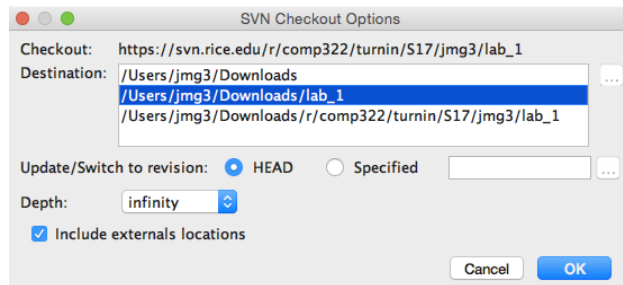 SVN Checkout Options
Checkout: https://svn.rice.edu/r/comp322/turnin/S17/jmg3/lab_1
Destination: /Users/jmg3/Downloads
/Users/jmg3/Downloads/lab_1
/Users/jmg3/Downloads/r/comp322/turnin/S17/jmg3/lab_1
...
Update/Switch to revision: HEAD Specified ...
Depth: infinity
Include externals locations
Cancel OK